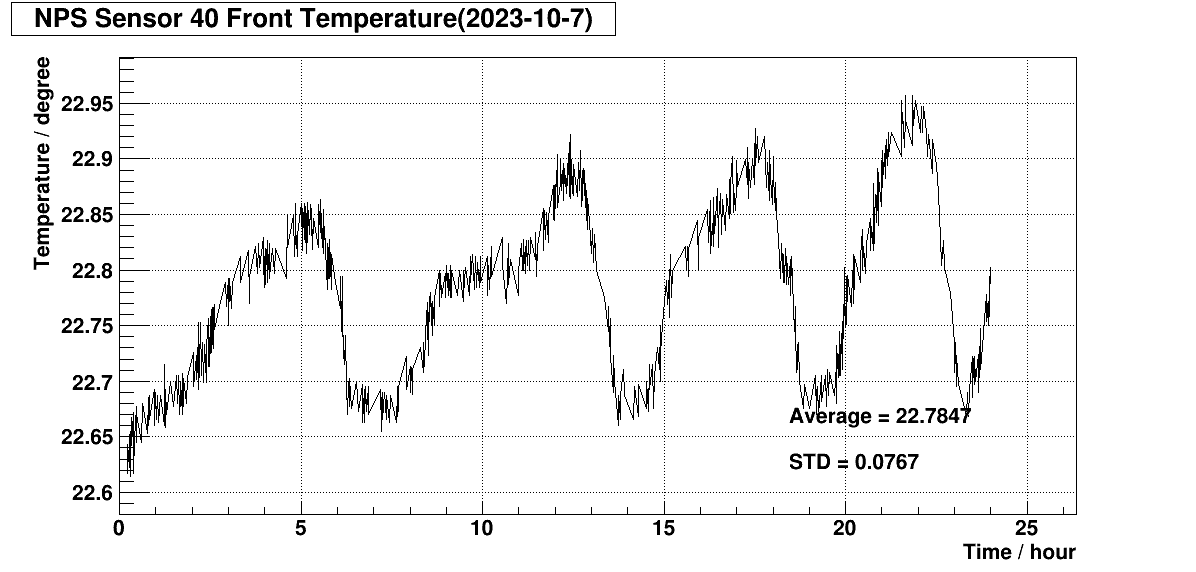 NPS Sensor 40 Front Temperature(2023-10-7)
Temperature / degree
22.95
22.9
22.85
22.8
22.75
22.7
22.65
22.6
Average = 22.7847
STD = 0.0767
0 5 10 15 20 25
Time / hour